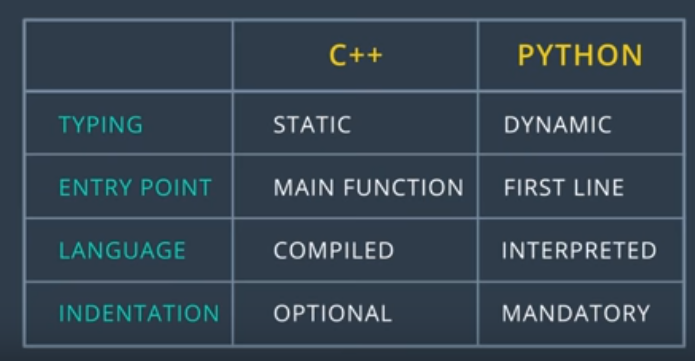 C++ PYTHON
TYPING STATIC DYNAMIC
ENTRY POINT MAIN FUNCTION FIRST LINE
LANGUAGE COMPILED INTERPRETED
INDENTATION OPTIONAL MANDATORY